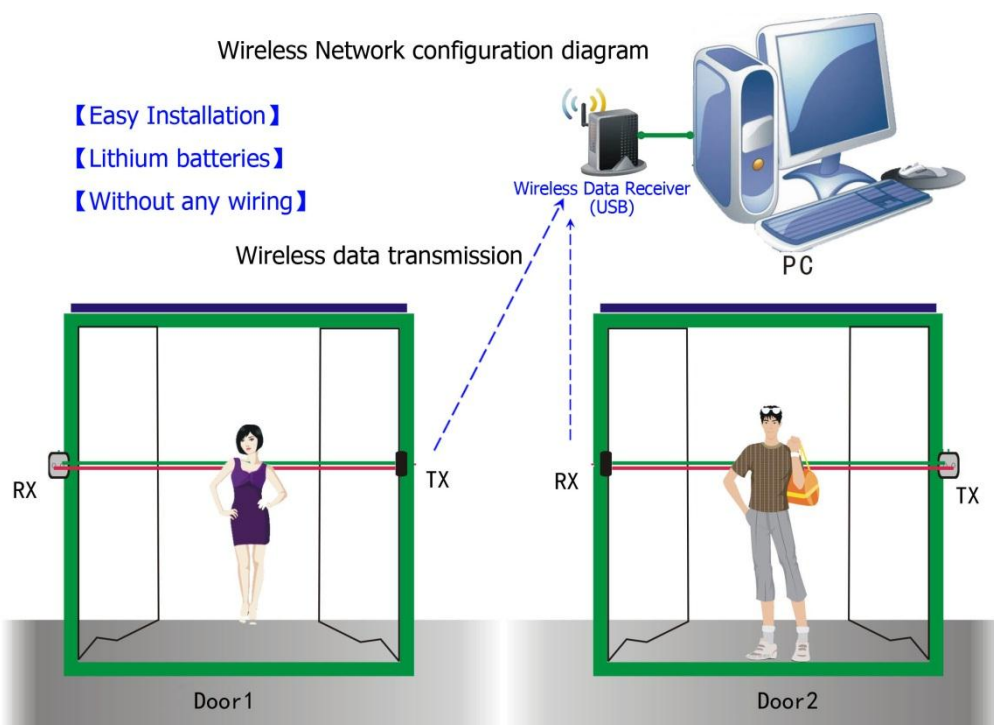 Wireless Network configuration diagram
【Easy Installation】
【Lithium batteries】
【Without any wiring】
Wireless Data Receiver
(USB)
Wireless data transmission
PC
RX
TX
RX
TX
Door1
Door2